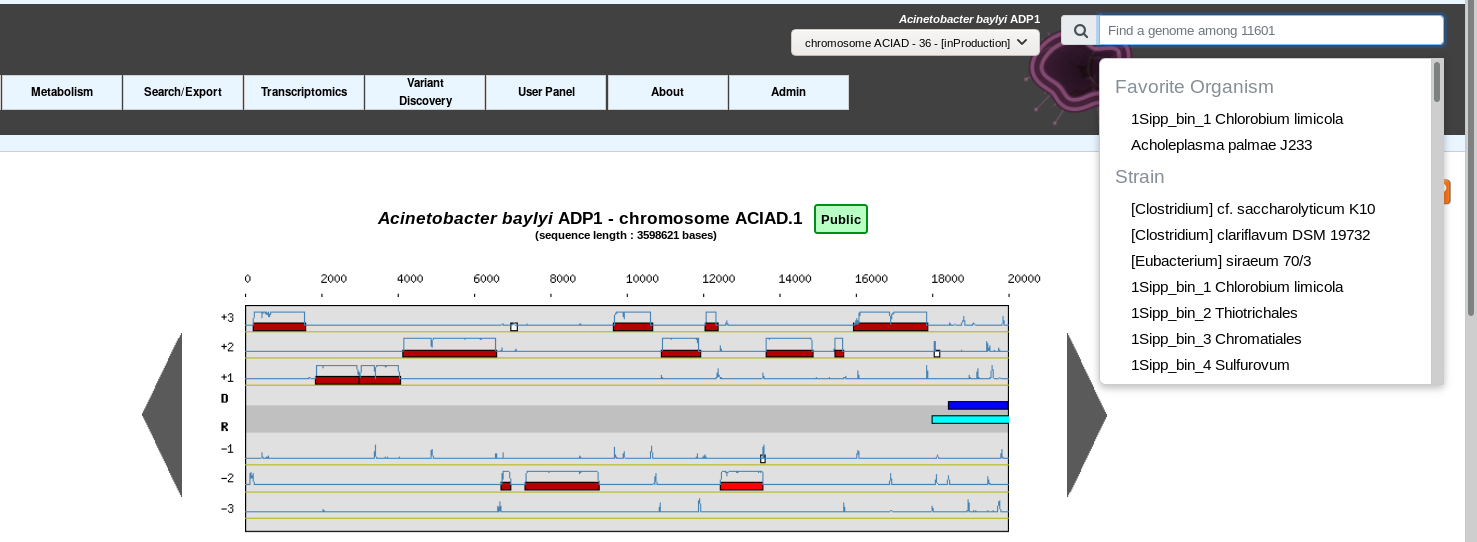 Acinetobacter baylyi ADP1
chromosome ACIAD - 36 - [inProduction]
Find a genome among 11601
Metabolism
Search/Export
Transcriptomics
Variant
Discovery
User Panel
About
Admin
Favorite Organism
1Sipp_bin_1 Chlorobium limicola
Acholeplasma palmae J233
Strain
[Clostridium] cf. saccharolyticum K10
[Clostridium] clariflavum DSM 19732
[Eubacterium] siraeum 70/3
1Sipp_bin_1 Chlorobium limicola
1Sipp_bin_2 Thiotrichales
1Sipp_bin_3 Chromatiales
1Sipp_bin_4 Sulfurovum
Acinetobacter baylyi ADP1 - chromosome ACIAD.1 Public
(sequence length : 3598621 bases)
0 2000 4000 6000 8000 10000 12000 14000 16000 18000 20000
+3
+2
+1
D
R
-1
-2
-3